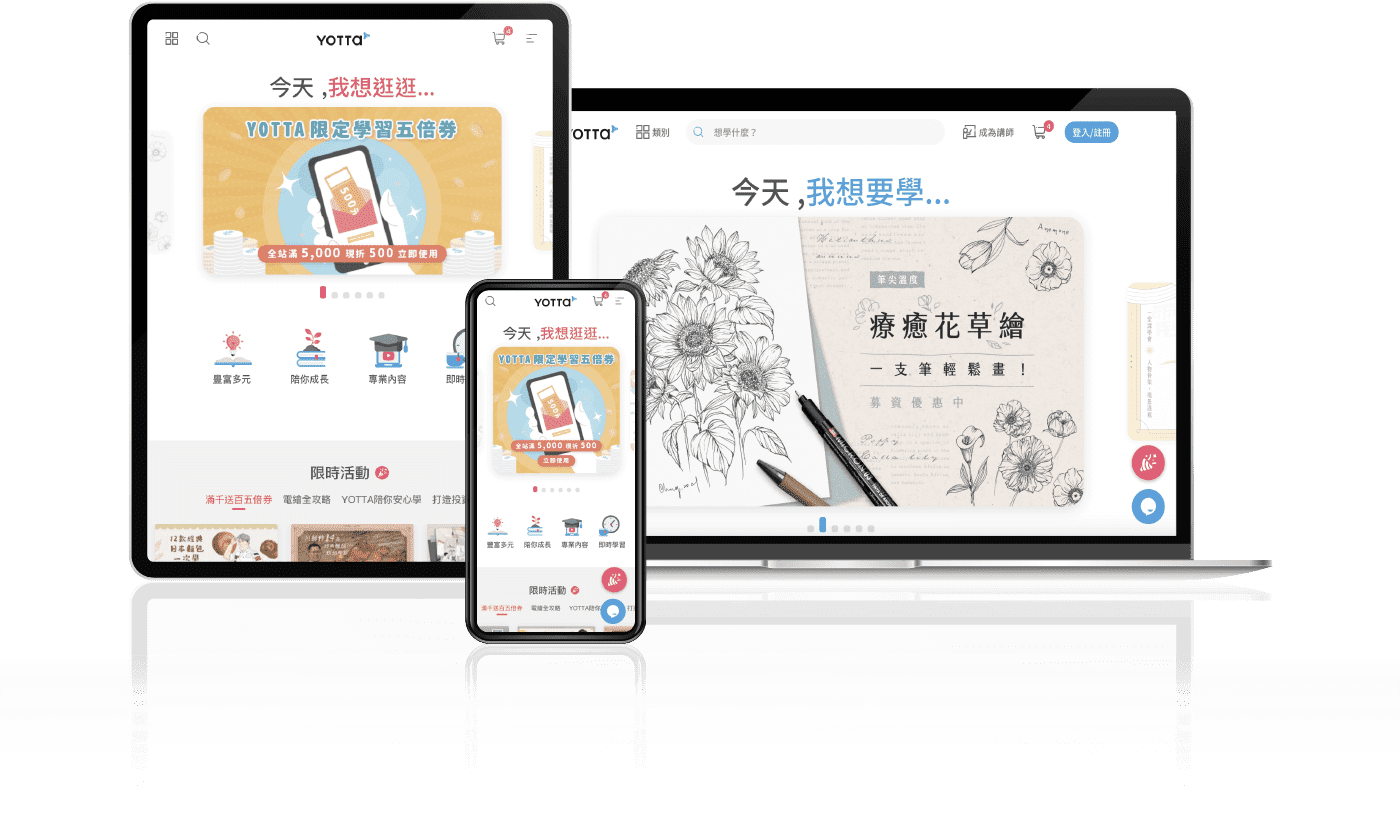 YOTTA
4
今天 ,我想逛逛...
YOTTA 限定學習五倍券
500
全站滿 5,000 現折 500 立即使用
豐富多元
陪你成長
專業內容
即時
限時活動
滿千送百五倍券 電繪全攻略 YOTTA陪你安心學 打造投資
12款經典
日本麵包
一次學
YOTTA
4
今天 ,我想逛逛...
YOTTA 限定學習五倍券
500
全站滿 5,000 現折 500
立即使用
豐富多元 陪你成長 專業內容 即時學習
限時活動
滿千送百五倍券 電繪全攻略 YOTTA陪你
YOTTA
類別
想學什麼？
成為講師
4
登入/註冊
今天 ,我想要學...
Anemone
筆尖溫度
療癒花草繪
一支筆輕鬆畫！
募資優惠中
Poppy